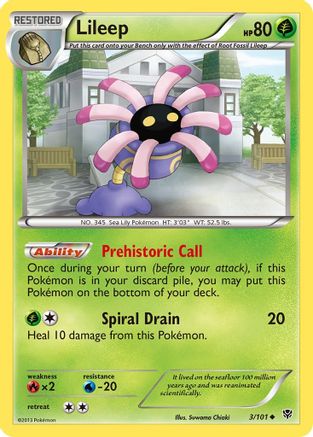 RESTORED
Lileep
HP80
Put this card onto your Bench only with the effect of Root Fossil Lileep
NO. 345 Sea Lily Pokémon HT: 3'03" WT: 52.5 lbs.
Ability Prehistoric Call
Once during your turn (before your attack), if this
Pokémon is in your discard pile, you may put this
Pokémon on the bottom of your deck.
Spiral Drain 20
Heal 10 damage from this Pokémon.
weakness resistance
×2 -20
retreat
It lived on the seafloor 100 million
years ago and was reanimated
scientifically.
Illus. Suwama Chiaki 3/101
©2013 Pokémon